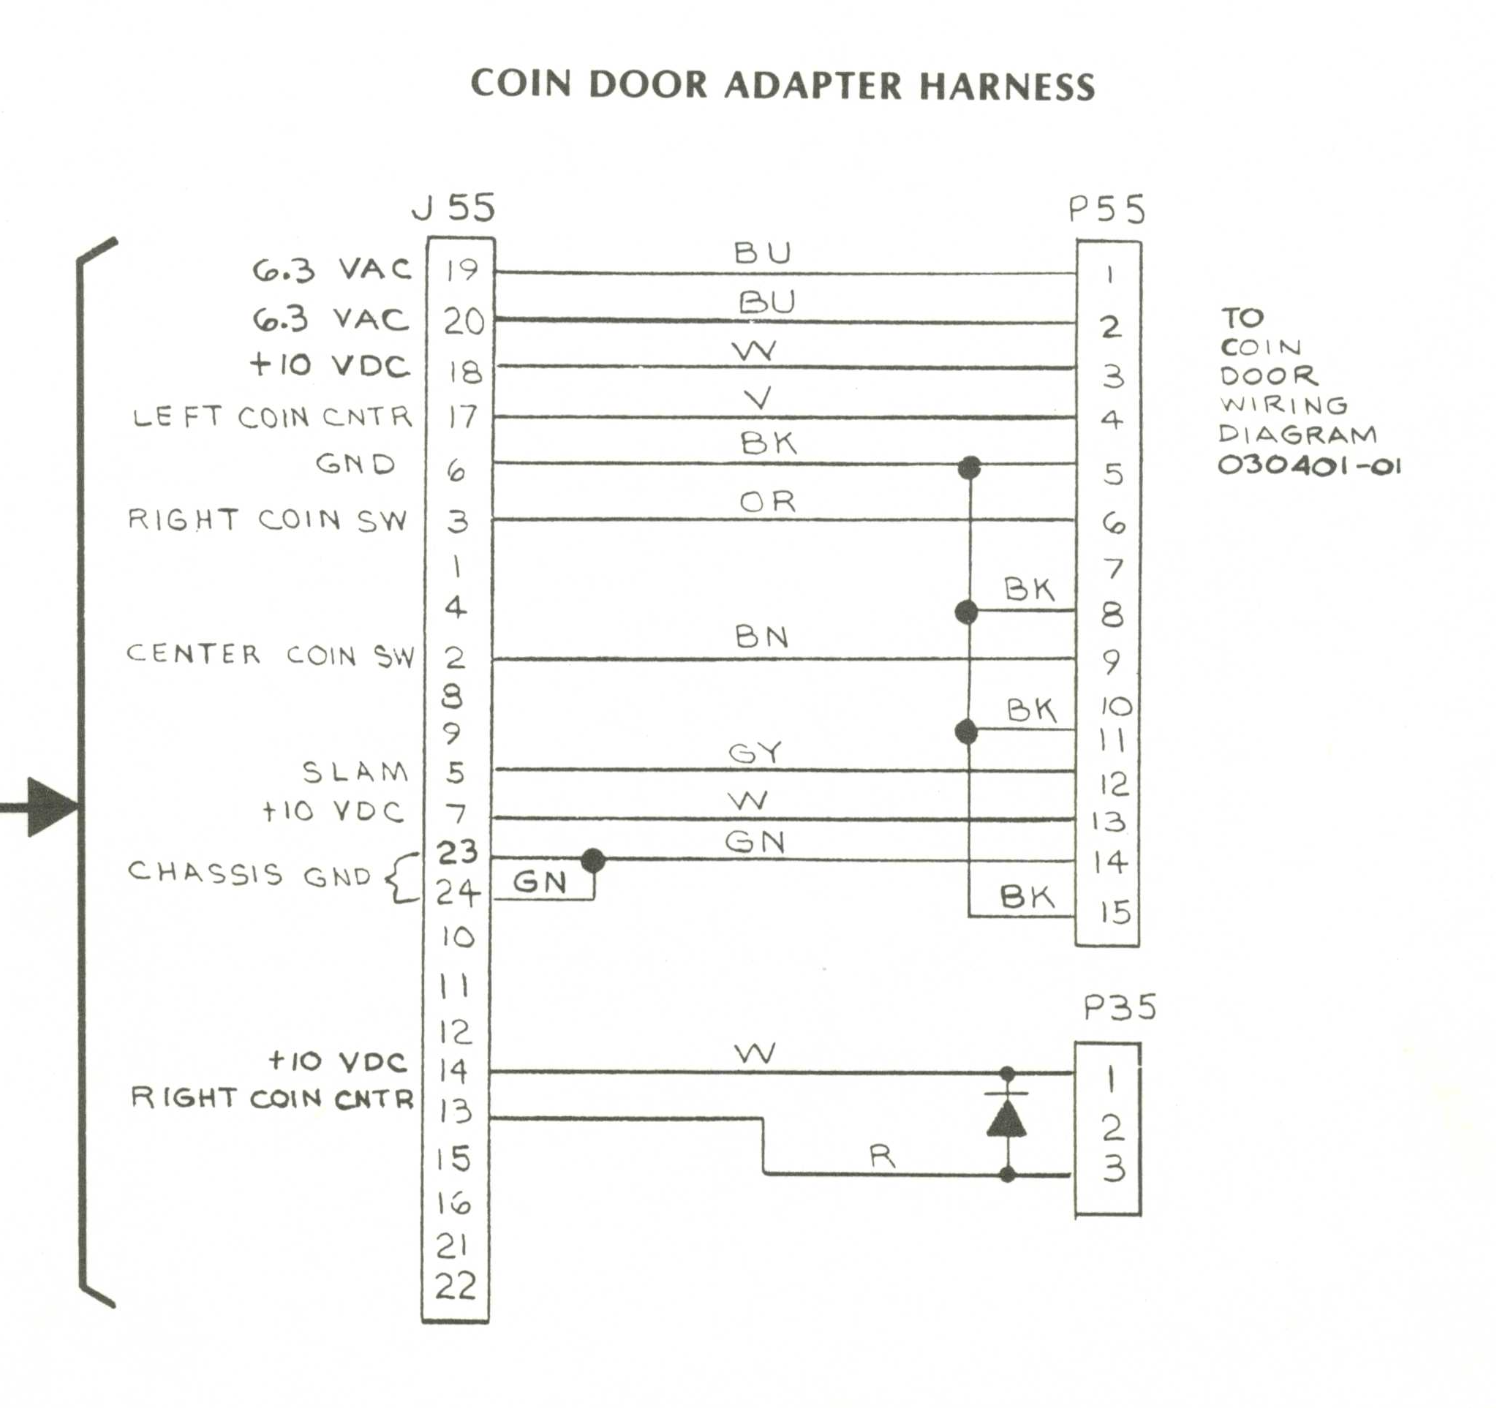 COIN DOOR ADAPTER HARNESS
J 55
P55
6.3 VAC 19 BU 1
6.3 VAC 20 BU 2
+10 VDC 18 W 3
LEFT COIN CNTR 17 V 4
GND 6 BK 5
RIGHT COIN SW 3 OR 6
1 7
4 BK 8
CENTER COIN SW 2 BN 9
8 10
9 BK 11
SLAM 5 GY 12
+10 VDC 7 W 13
23 GN 14
CHASSIS GND
24 GN BK 15
10
11
12
P35
+10 VDC 14 W 1
RIGHT COIN CNTR 13 2
15 R 3
16
21
22
TO
COIN
DOOR
WIRING
DIAGRAM
030401-01